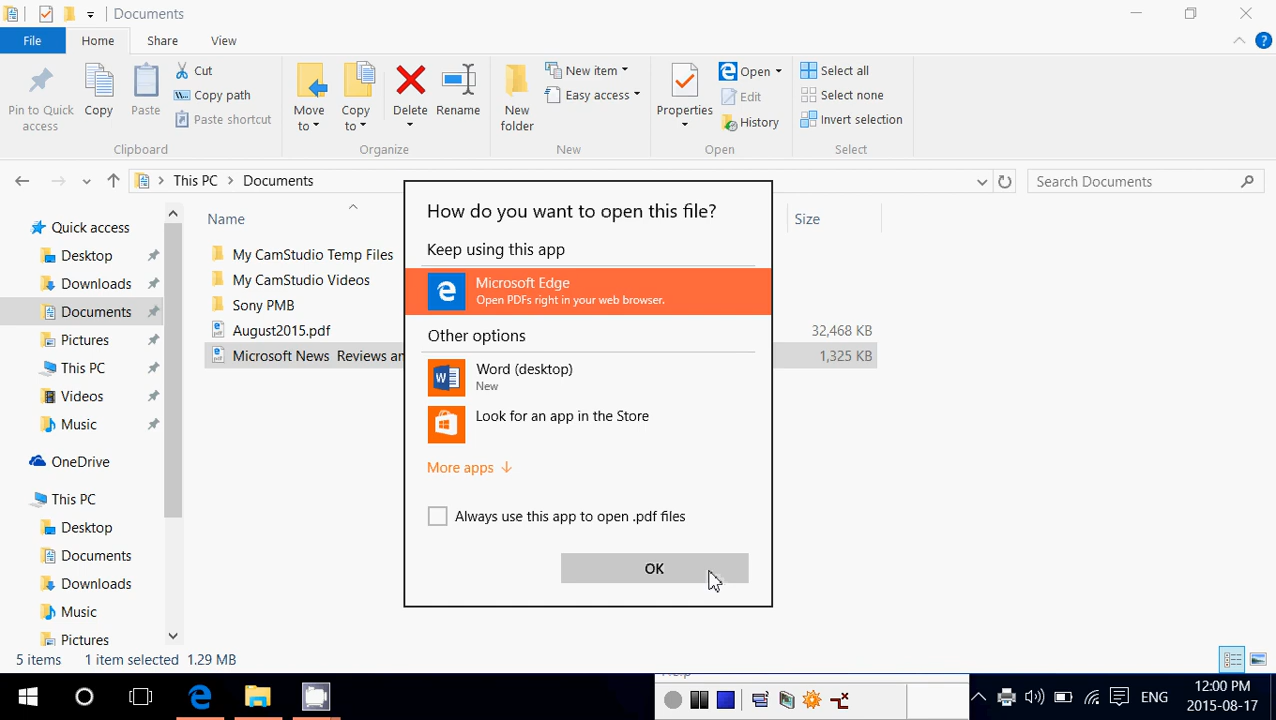 Documents
File Home Share View
Pin to Quick access
Copy
Paste
Cut
Copy path
Paste shortcut
Clipboard
Move to
Copy to
Delete
Rename
Organize
New folder
New item
Easy access
New
Properties
Open
Edit
History
Open
Select all
Select none
Invert selection
Select
This PC Documents
Search Documents
Quick access
Desktop
Downloads
Documents
Pictures
This PC
Videos
Music
OneDrive
This PC
Desktop
Documents
Downloads
Music
Pictures
Name Size
My CamStudio Temp Files
My CamStudio Videos
Sony PMB
August2015.pdf 32,468 KB
Microsoft News Reviews an 1,325 KB
How do you want to open this file?
Keep using this app
Microsoft Edge
Open PDFs right in your web browser.
Other options
Word (desktop)
New
Look for an app in the Store
More apps
Always use this app to open .pdf files
OK
5 items 1 item selected 1.29 MB
ENG
12:00 PM
2015-08-17